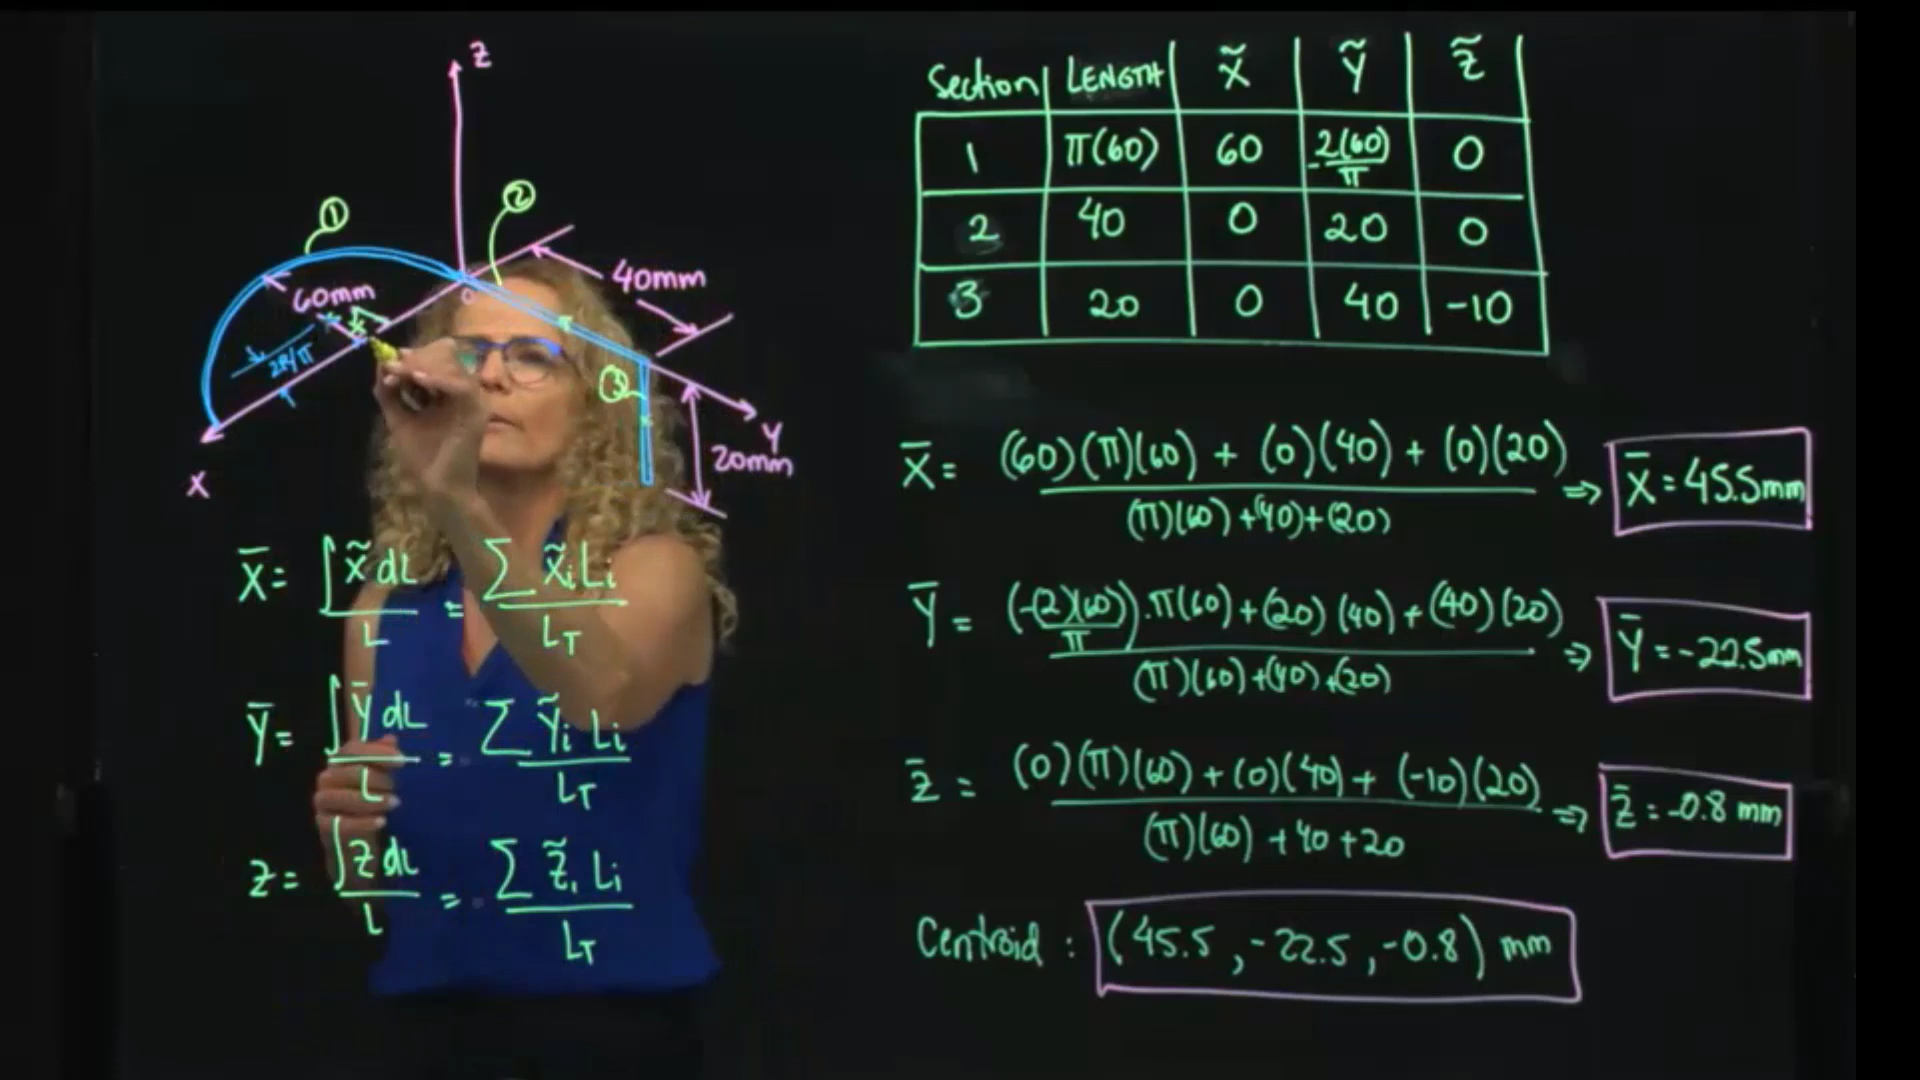 Z
①
②
40mm
60mm
O
2R/π
③
Y
20mm
X
X̄ = ∫x̃ dL / L = Σ x̃i Li / LT
Ȳ = ∫ȳ dL / L = Σ ỹi Li / LT
Z = ∫z dL / L = Σ z̃i Li / LT
Section | LENGTH | X̃ | Ỹ | Z̃
1 | π(60) | 60 | -2(60)/π | 0
2 | 40 | 0 | 20 | 0
3 | 20 | 0 | 40 | -10
X̄ = (60)(π)(60) + (0)(40) + (0)(20) / (π)(60) + (40) + (20) ⇒ X̄ = 45.5mm
Ȳ = (-(2)(60)/π).π(60) + (20)(40) + (40)(20) / (π)(60) + (40) + (20) ⇒ Ȳ = -22.5mm
Z̄ = (0)(π)(60) + (0)(40) + (-10)(20) / (π)(60) + 40 + 20 ⇒ Z̄ = -0.8 mm
Centroid : (45.5, -22.5, -0.8) mm